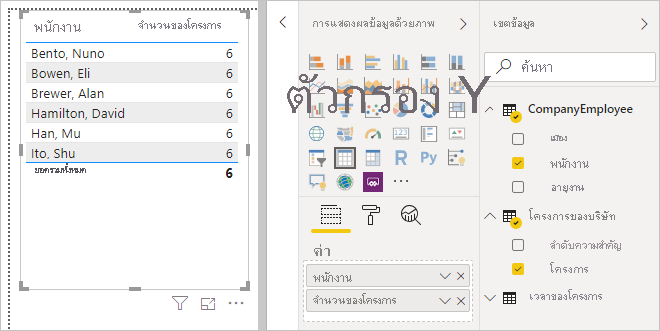 พนักงาน จำนวนของโครงการ
Bento, Nuno 6
Bowen, Eli 6
Brewer, Alan 6
Hamilton, David 6
Han, Mu 6
Ito, Shu 6
ยอดรวมทั้งหมด 6
การแสดงผลข้อมูลด้วยภาพ
ตัวกรอง Y
R Py
123
ค่า
พนักงาน
จำนวนของโครงการ
เขตข้อมูล
ค้นหา
CompanyEmployee
เมือง
พนักงาน
อายุงาน
โครงการของบริษัท
ลำดับความสำคัญ
โครงการ
เวลาของโครงการ